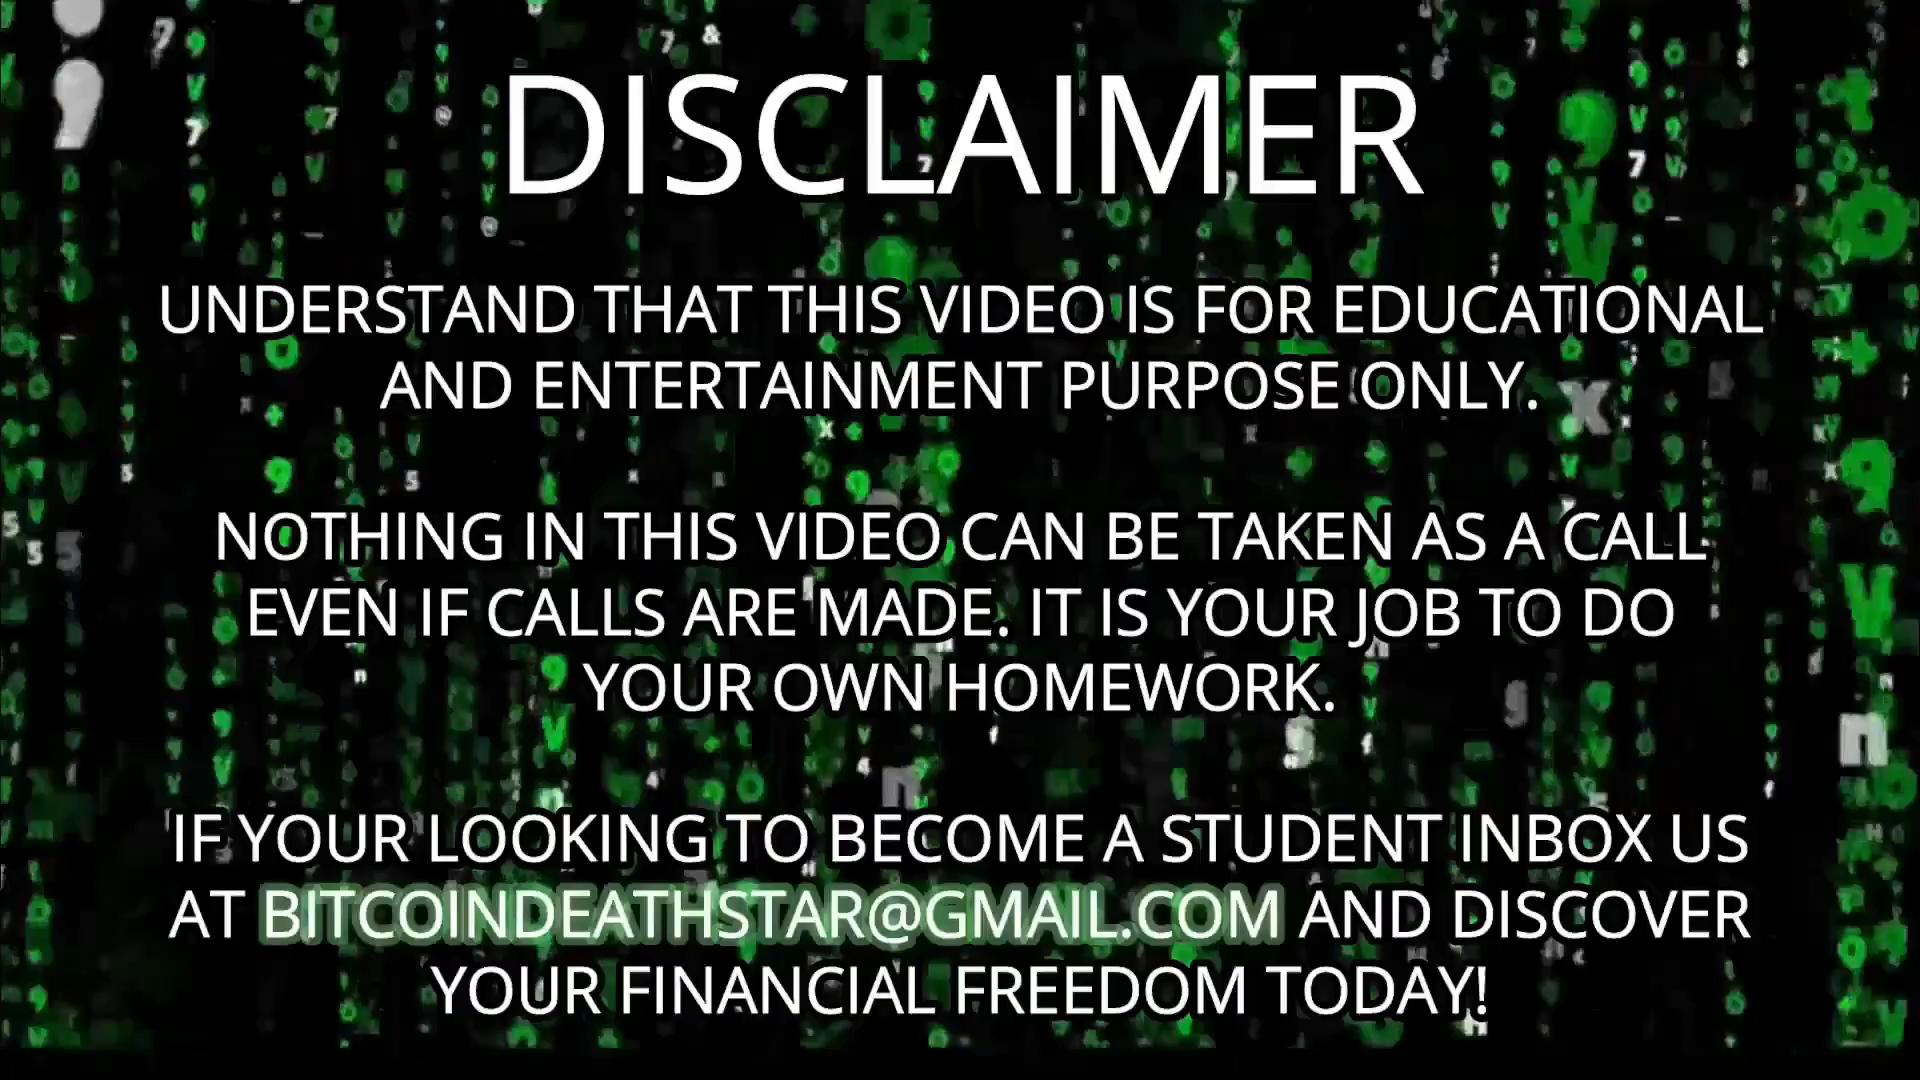 DISCLAIMER
UNDERSTAND THAT THIS VIDEO IS FOR EDUCATIONAL
AND ENTERTAINMENT PURPOSE ONLY.
NOTHING IN THIS VIDEO CAN BE TAKEN AS A CALL
EVEN IF CALLS ARE MADE. IT IS YOUR JOB TO DO
YOUR OWN HOMEWORK.
IF YOUR LOOKING TO BECOME A STUDENT INBOX US
AT BITCOINDEATHSTAR@GMAIL.COM AND DISCOVER
YOUR FINANCIAL FREEDOM TODAY!